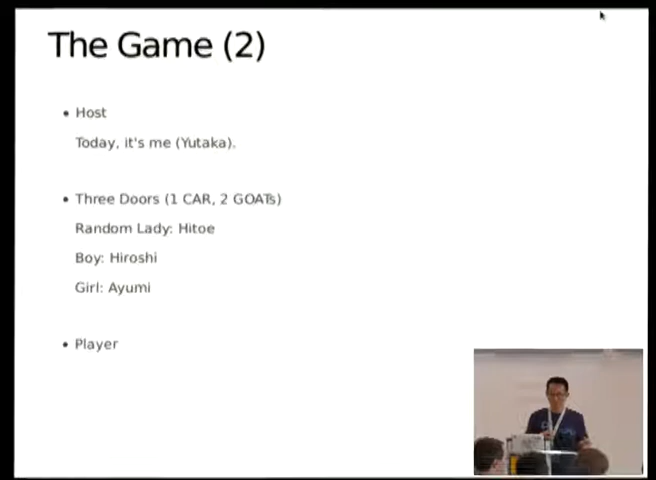 The Game (2)
• Host
Today, it's me (Yutaka).
• Three Doors (1 CAR, 2 GOATs)
Random Lady: Hitoe
Boy: Hiroshi
Girl: Ayumi
• Player